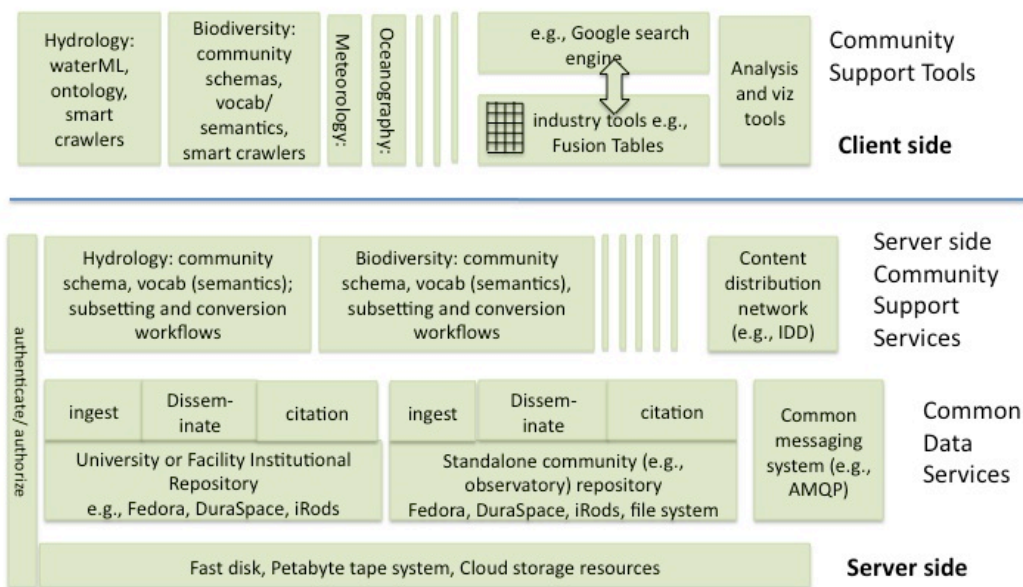 Hydrology:
waterML,
ontology,
smart
crawlers
Biodiversity:
community
schemas,
vocab/
semantics,
smart crawlers
Meteorology:
Oceanography:
e.g., Google search
engine
industry tools e.g.,
Fusion Tables
Analysis
and viz
tools
Community
Support Tools
Client side
authenticate/ authorize
Hydrology: community
schema, vocab (semantics);
subsetting and conversion
workflows
Biodiversity: community
schema, vocab (semantics),
subsetting and conversion
workflows
Content
distribution
network
(e.g., IDD)
Server side
Community
Support
Services
ingest
Dissem-
inate
citation
University or Facility Institutional
Repository
e.g., Fedora, DuraSpace, iRods
ingest
Dissem-
inate
citation
Standalone community (e.g.,
observatory) repository
Fedora, DuraSpace, iRods, file system
Common
messaging
system (e.g.,
AMQP)
Common
Data
Services
Fast disk, Petabyte tape system, Cloud storage resources
Server side